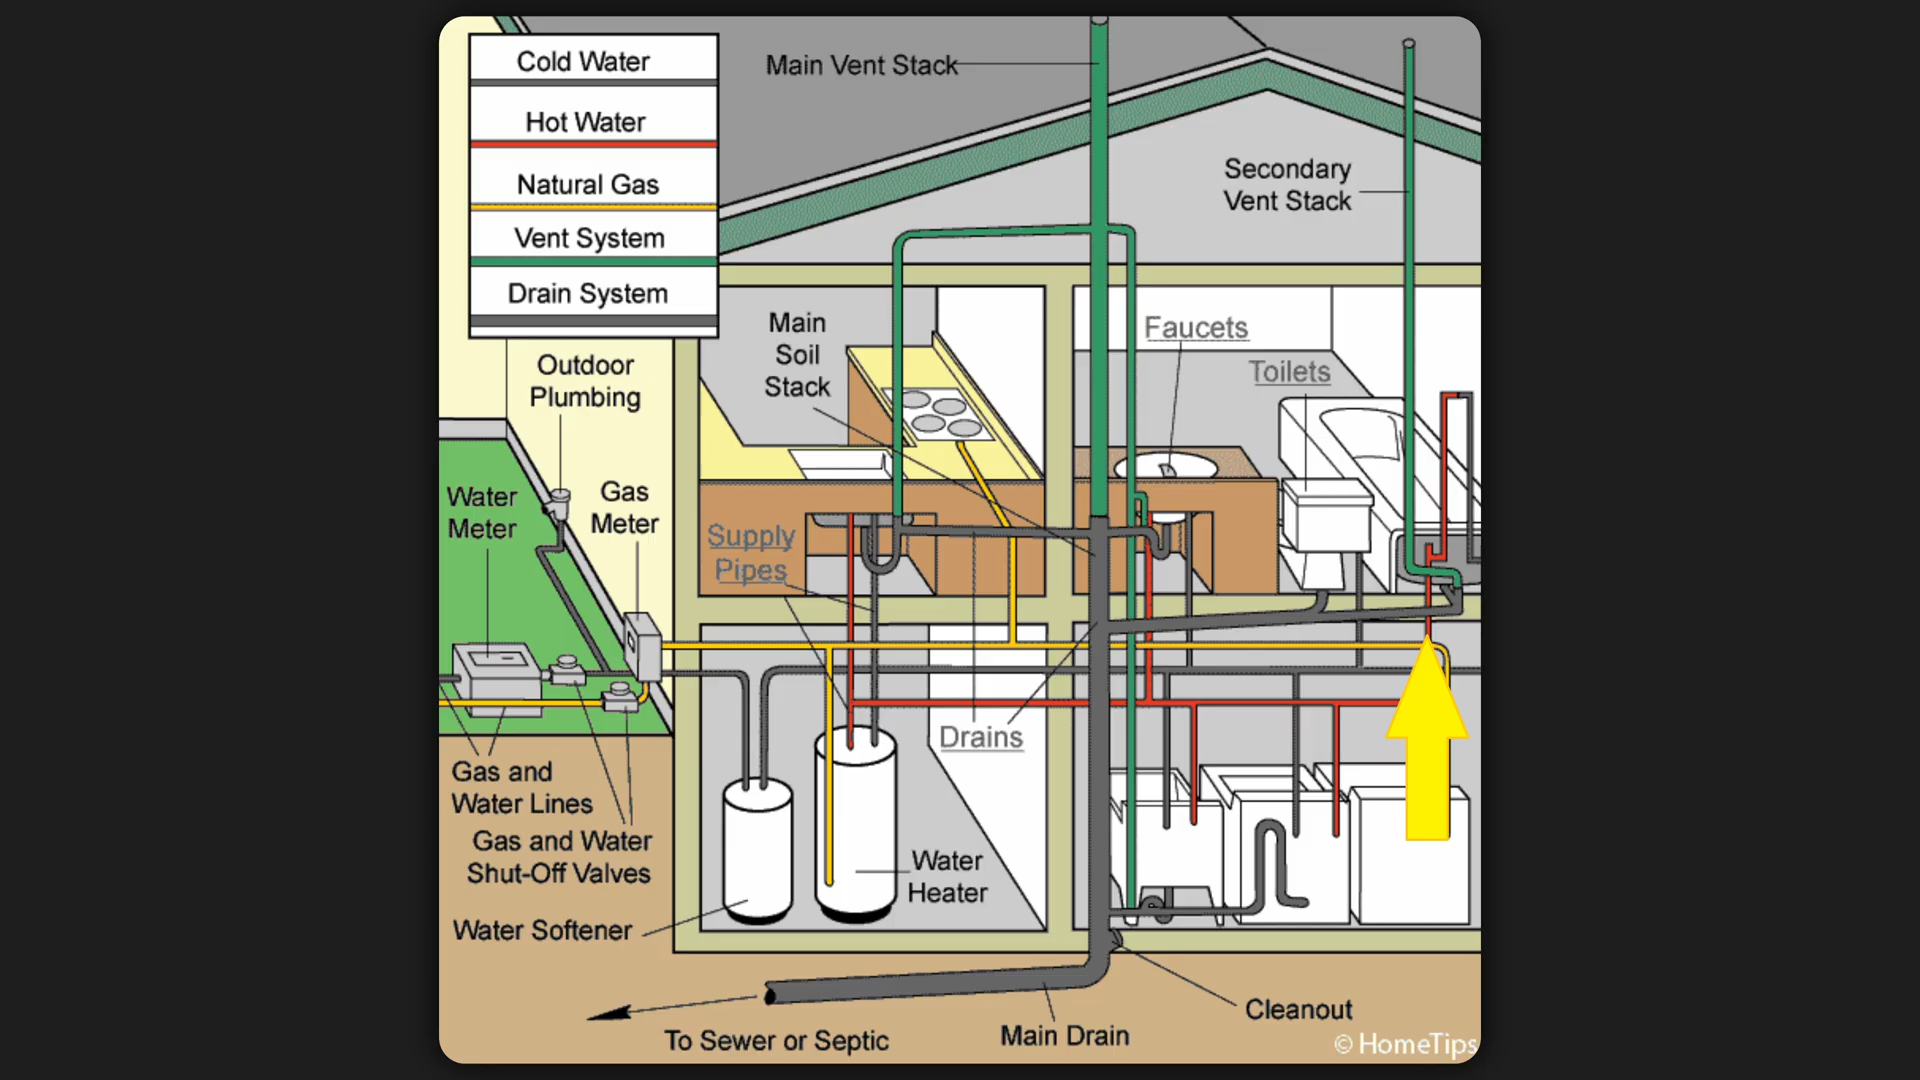 Cold Water
Hot Water
Natural Gas
Vent System
Drain System
Main Vent Stack
Secondary
Vent Stack
Main
Soil
Stack
Faucets
Toilets
Outdoor
Plumbing
Water
Meter
Gas
Meter
Supply
Pipes
Drains
Gas and
Water Lines
Gas and Water
Shut-Off Valves
Water Softener
Water
Heater
Cleanout
Main Drain
To Sewer or Septic
© HomeTips